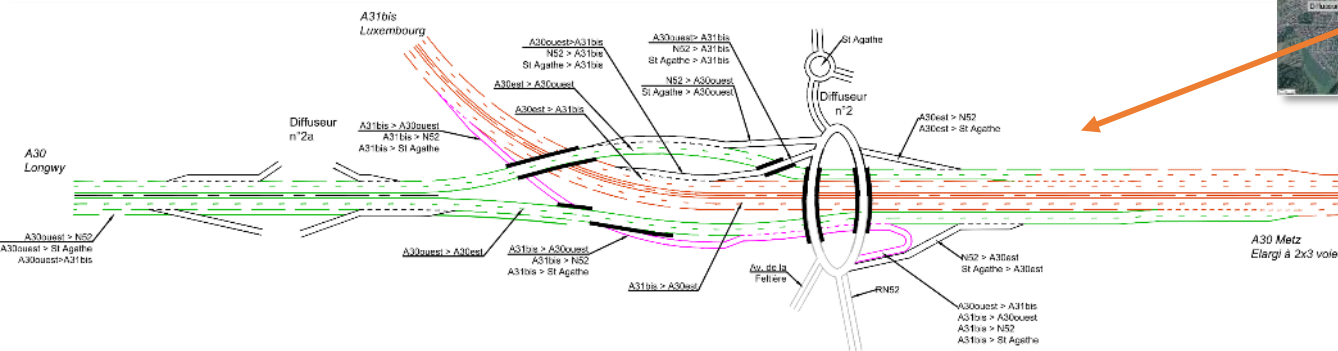 Diffuseur
A31bis
Luxembourg
A30ouest>A31bis
N52 > A31bis
St Agathe > A31bis
A30ouest> A31bis
N52 > A31bis
St Agathe > A31bis
St Agathe
A30est > A30ouest
N52 > A30ouest
St Agathe > A30ouest
A30est > A31bis
Diffuseur
n°2
Diffuseur
n°2a
A31bis > A30ouest
A31bis > N52
A31bis > St Agathe
A30est > N52
A30est > St Agathe
A30
Longwy
A30ouest > N52
A30ouest > St Agathe
A30ouest>A31bis
A30ouest > A30est
A31bis > A30ouest
A31bis > N52
A31bis > St Agathe
A31bis > A30est
Av. de la
Feltière
RN52
N52 > A30est
St Agathe > A30est
A30 Metz
Elargi à 2x3 voie
A30ouest > A31bis
A31bis > A30ouest
A31bis > N52
A31bis > St Agathe